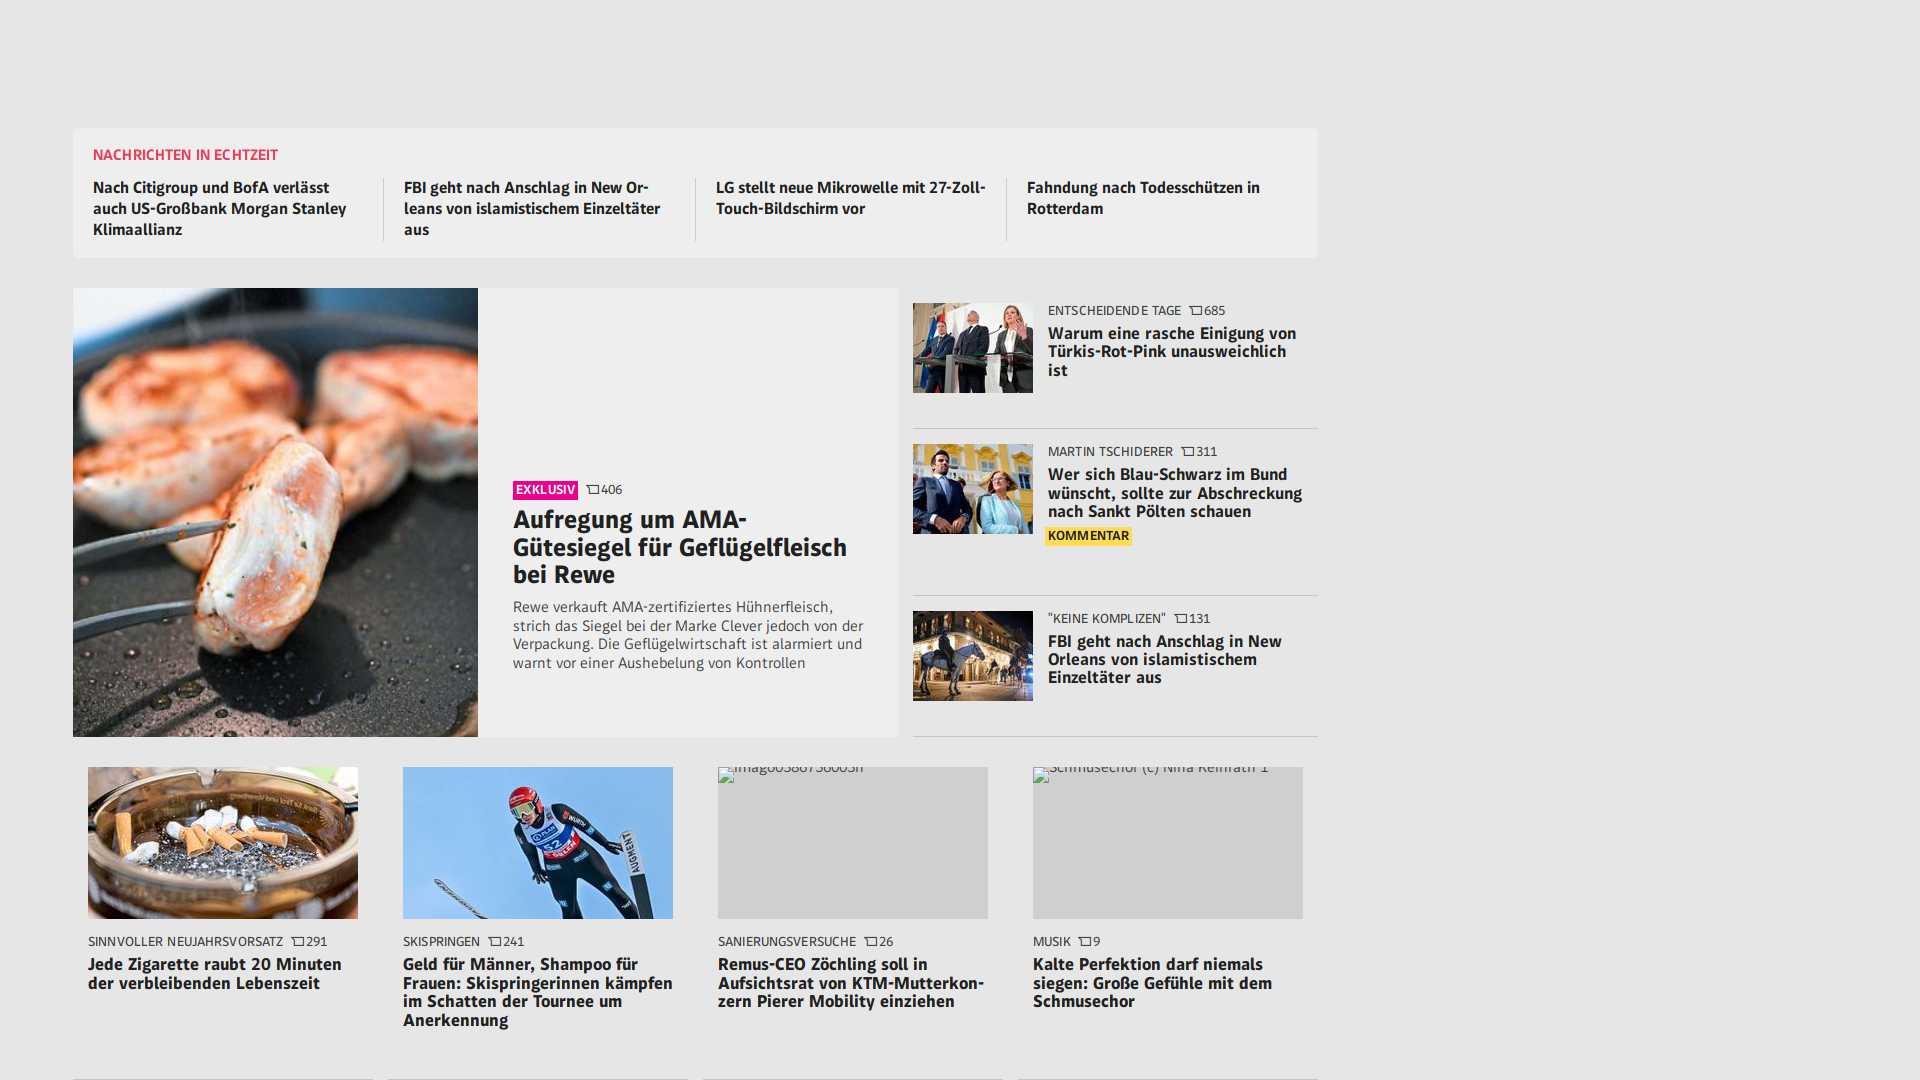 NACHRICHTEN IN ECHTZEIT
Nach Citigroup und BofA verlässt
auch US-Großbank Morgan Stanley
Klimaallianz
FBI geht nach Anschlag in New Or-
leans von islamistischem Einzeltäter
aus
LG stellt neue Mikrowelle mit 27-Zoll-
Touch-Bildschirm vor
Fahndung nach Todesschützen in
Rotterdam
EXKLUSIV 406
Aufregung um AMA-
Gütesiegel für Geflügelfleisch
bei Rewe
Rewe verkauft AMA-zertifiziertes Hühnerfleisch,
strich das Siegel bei der Marke Clever jedoch von der
Verpackung. Die Geflügelwirtschaft ist alarmiert und
warnt vor einer Aushebelung von Kontrollen
ENTSCHEIDENDE TAGE 685
Warum eine rasche Einigung von
Türkis-Rot-Pink unausweichlich
ist
MARTIN TSCHIDERER 311
Wer sich Blau-Schwarz im Bund
wünscht, sollte zur Abschreckung
nach Sankt Pölten schauen
KOMMENTAR
"KEINE KOMPLIZEN" 131
FBI geht nach Anschlag in New
Orleans von islamistischem
Einzeltäter aus
WÜRTH
PLAN
52
AUGMENT
Schmusechor (c) Nina Keinrath 1
SINNVOLLER NEUJAHRSVORSATZ 291
Jede Zigarette raubt 20 Minuten
der verbleibenden Lebenszeit
SKISPRINGEN 241
Geld für Männer, Shampoo für
Frauen: Skispringerinnen kämpfen
im Schatten der Tournee um
Anerkennung
SANIERUNGSVERSUCHE 26
Remus-CEO Zöchling soll in
Aufsichtsrat von KTM-Mutterkon-
zern Pierer Mobility einziehen
MUSIK 9
Kalte Perfektion darf niemals
siegen: Große Gefühle mit dem
Schmusechor